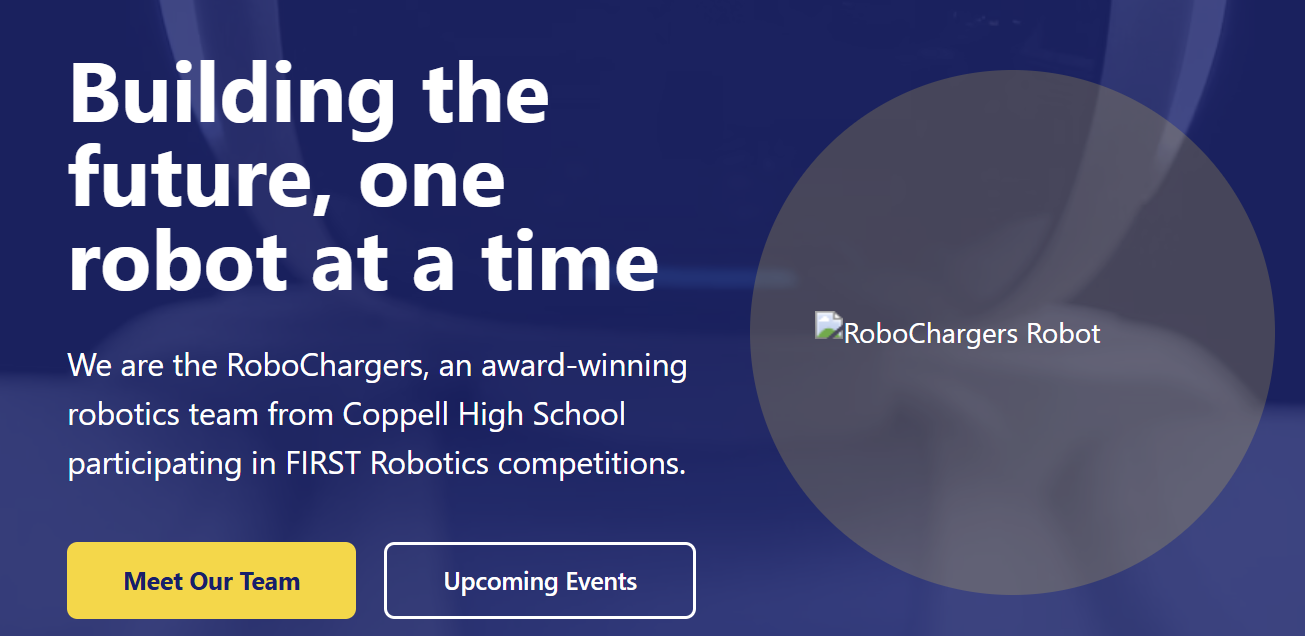 Building the
future, one
robot at a time
We are the RoboChargers, an award-winning
robotics team from Coppell High School
participating in FIRST Robotics competitions.
Meet Our Team
Upcoming Events
RoboChargers Robot